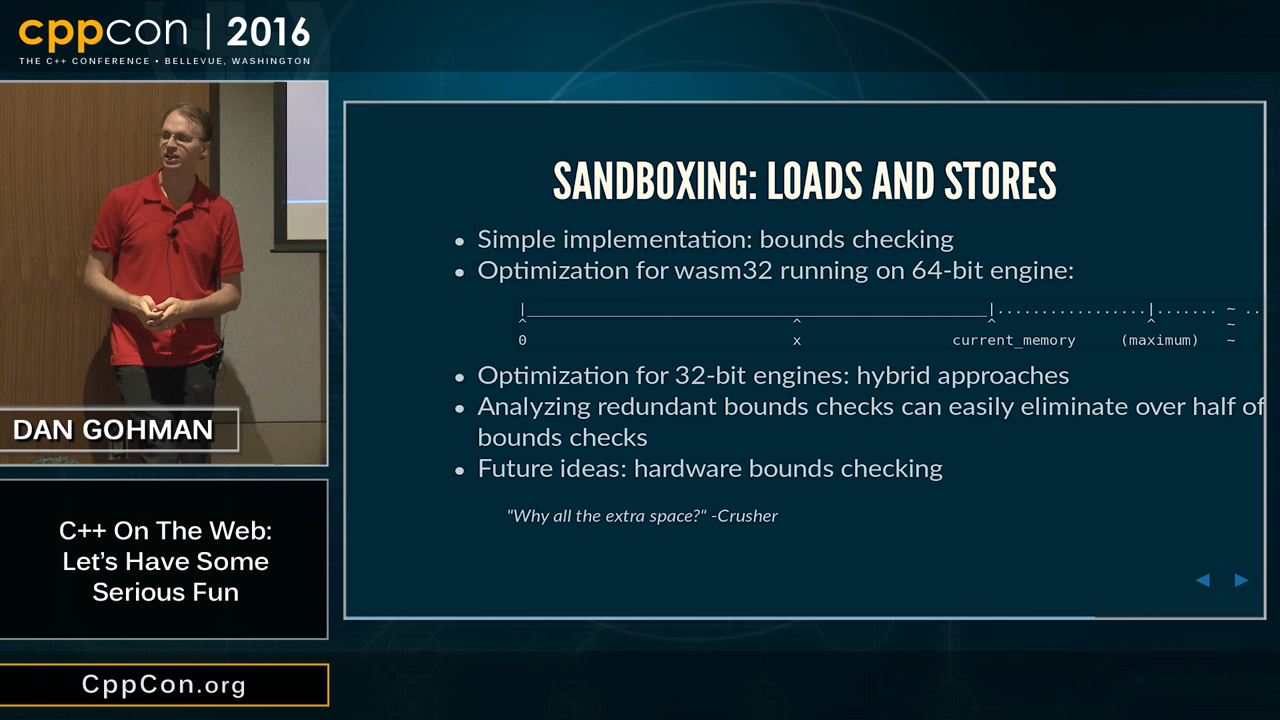 cppcon | 2016
THE C++ CONFERENCE • BELLEVUE, WASHINGTON
DAN GOHMAN
C++ On The Web:
Let's Have Some
Serious Fun
CppCon.org
SANDBOXING: LOADS AND STORES
• Simple implementation: bounds checking
• Optimization for wasm32 running on 64-bit engine:
|______________________________________________________|.................|....... ~ ..
^ ^ ^ ^ ~
0 x current_memory (maximum) ~
• Optimization for 32-bit engines: hybrid approaches
• Analyzing redundant bounds checks can easily eliminate over half of
bounds checks
• Future ideas: hardware bounds checking
"Why all the extra space?" -Crusher